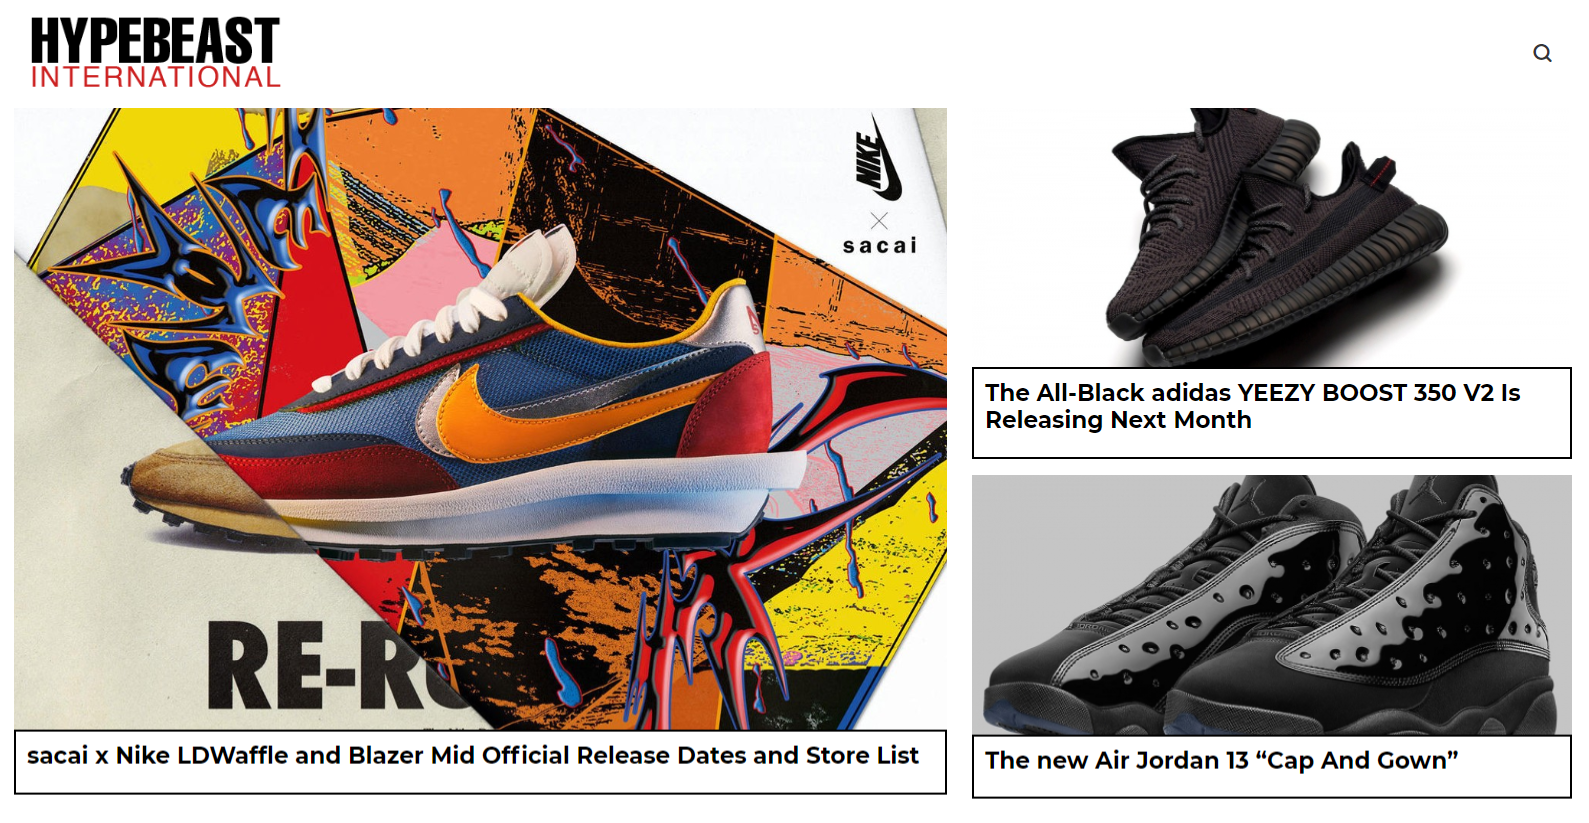 HYPEBEAST
INTERNATIONAL
NIKE
sacai
RE-RU
sacai x Nike LDWaffle and Blazer Mid Official Release Dates and Store List
The All-Black adidas YEEZY BOOST 350 V2 Is
Releasing Next Month
The new Air Jordan 13 “Cap And Gown”